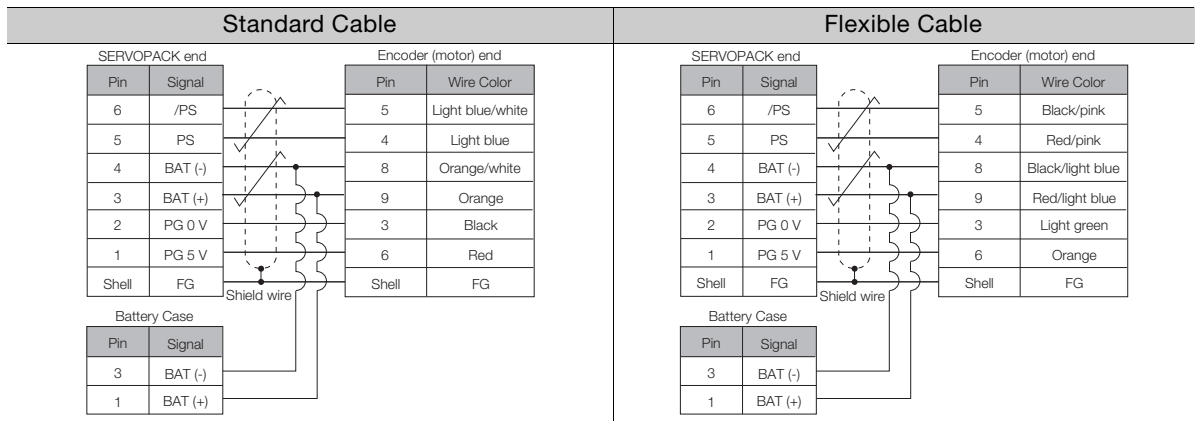 Standard Cable
Flexible Cable
SERVOPACK end
Encoder (motor) end
Pin Signal
Pin Wire Color
6 /PS
5 Light blue/white
5 PS
4 Light blue
4 BAT (-)
8 Orange/white
3 BAT (+)
9 Orange
2 PG 0 V
3 Black
1 PG 5 V
6 Red
Shell FG
Shell FG
Shield wire
Battery Case
Pin Signal
3 BAT (-)
1 BAT (+)
SERVOPACK end
Encoder (motor) end
Pin Signal
Pin Wire Color
6 /PS
5 Black/pink
5 PS
4 Red/pink
4 BAT (-)
8 Black/light blue
3 BAT (+)
9 Red/light blue
2 PG 0 V
3 Light green
1 PG 5 V
6 Orange
Shell FG
Shell FG
Shield wire
Battery Case
Pin Signal
3 BAT (-)
1 BAT (+)